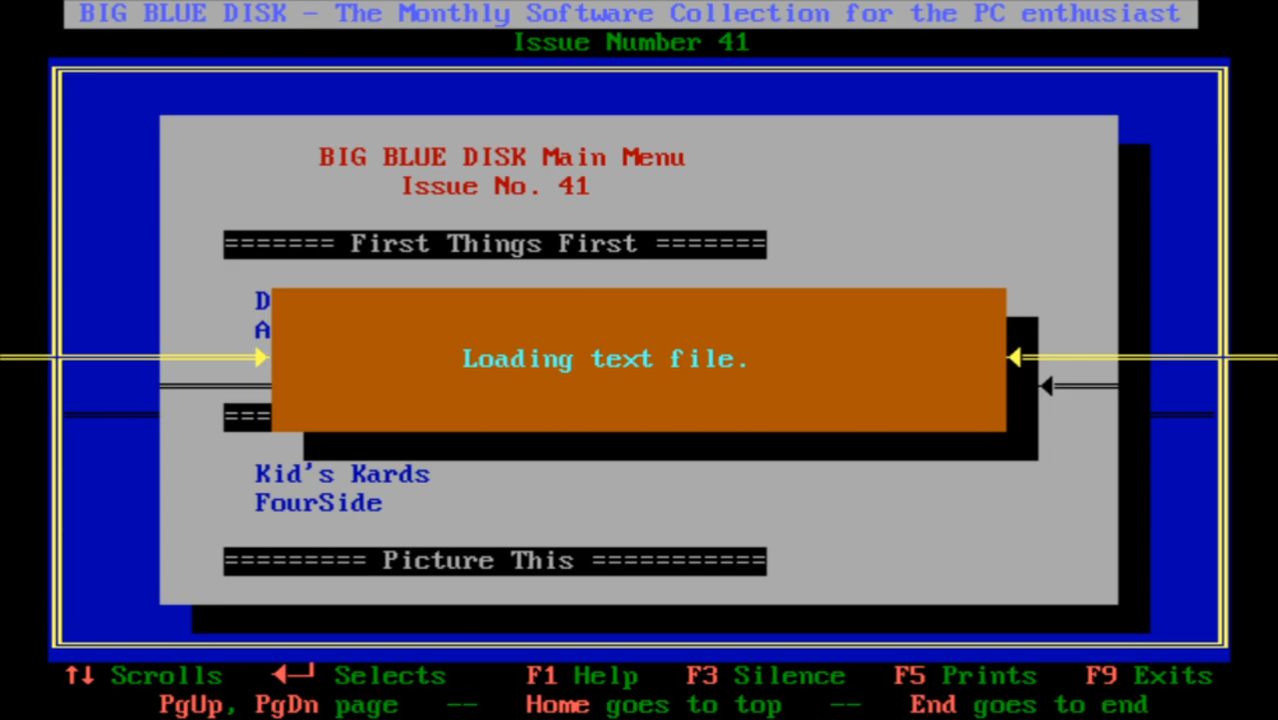 BIG BLUE DISK - The Monthly Software Collection for the PC enthusiast
Issue Number 41
BIG BLUE DISK Main Menu
Issue No. 41
======= First Things First =======
D
A
Loading text file.
===
Kid's Kards
FourSide
========= Picture This ===========
↑↓ Scrolls ◄─┘ Selects F1 Help F3 Silence F5 Prints F9 Exits
PgUp, PgDn page -- Home goes to top -- End goes to end